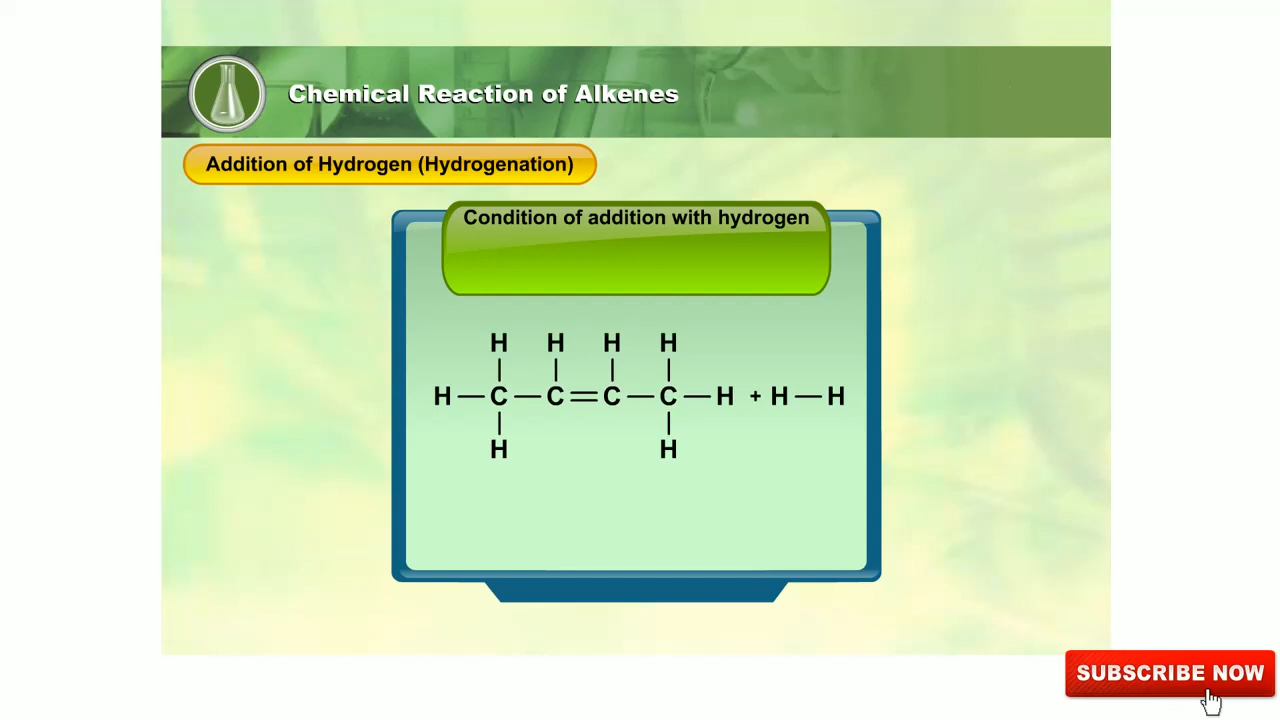 Chemical Reaction of Alkenes
Addition of Hydrogen (Hydrogenation)
Condition of addition with hydrogen
H H H H
H — C — C = C — C — H + H — H
H H
SUBSCRIBE NOW